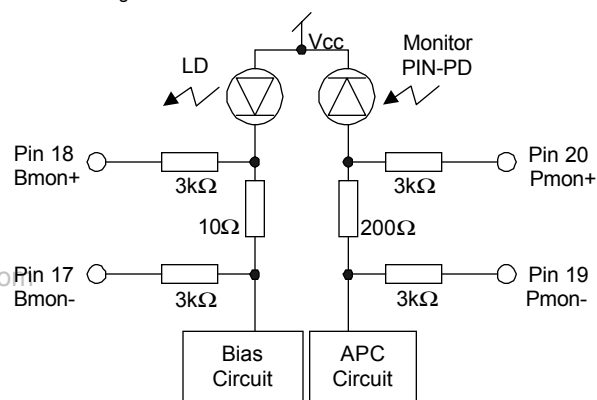 Vcc
LD
Monitor
PIN-PD
Pin 18
Bmon+
3kΩ
3kΩ
Pin 20
Pmon+
10Ω
200Ω
om
Pin 17
Bmon-
3kΩ
3kΩ
Pin 19
Pmon-
Bias
Circuit
APC
Circuit